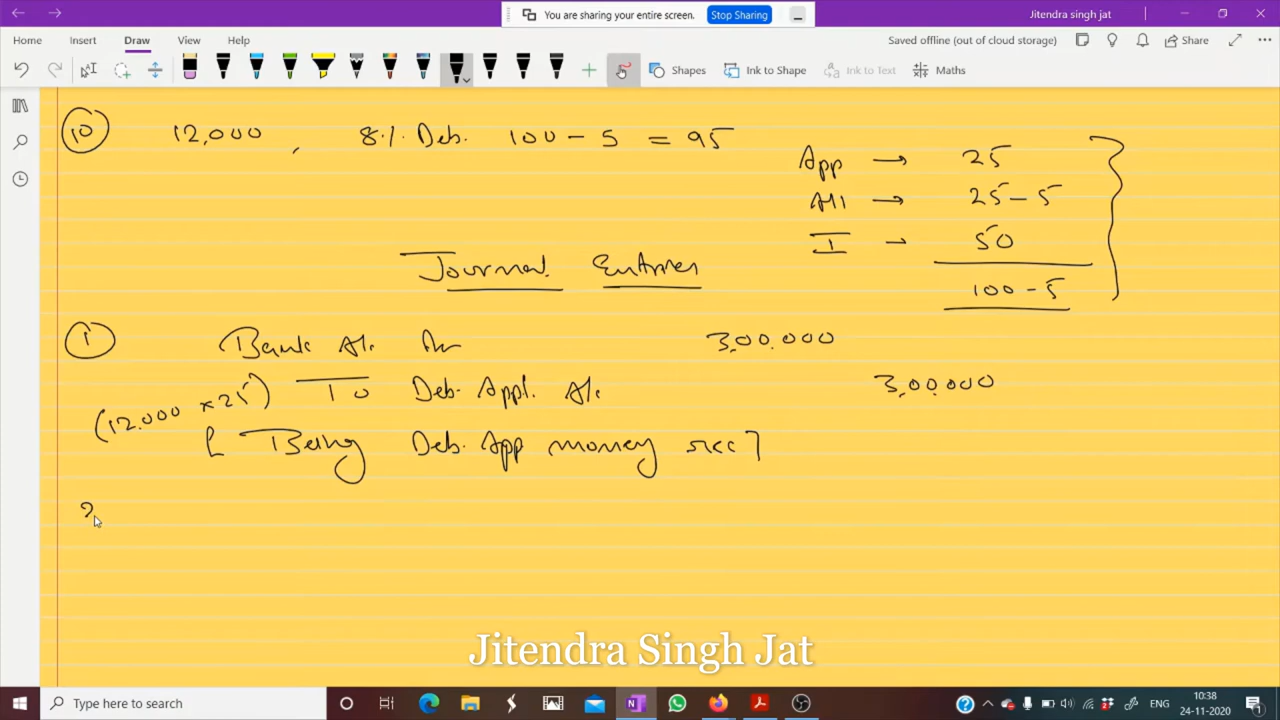 You are sharing your entire screen. Stop Sharing
Jitendra singh jat
Home Insert Draw View Help
Saved offline (out of cloud storage) Share
Shapes Ink to Shape Ink to Text Maths
10 12,000, 8% Deb. 100 - 5 = 95
App → 25
All → 25 - 5
I → 50
100 - 5
Journal Entries
1 Bank A/c Dr 3,00,000
(12,000 × 25) To Deb. Appl. A/c 3,00,000
[Being Deb. App money rec]
2
Jitendra Singh Jat
Type here to search
ENG
10:38
24-11-2020